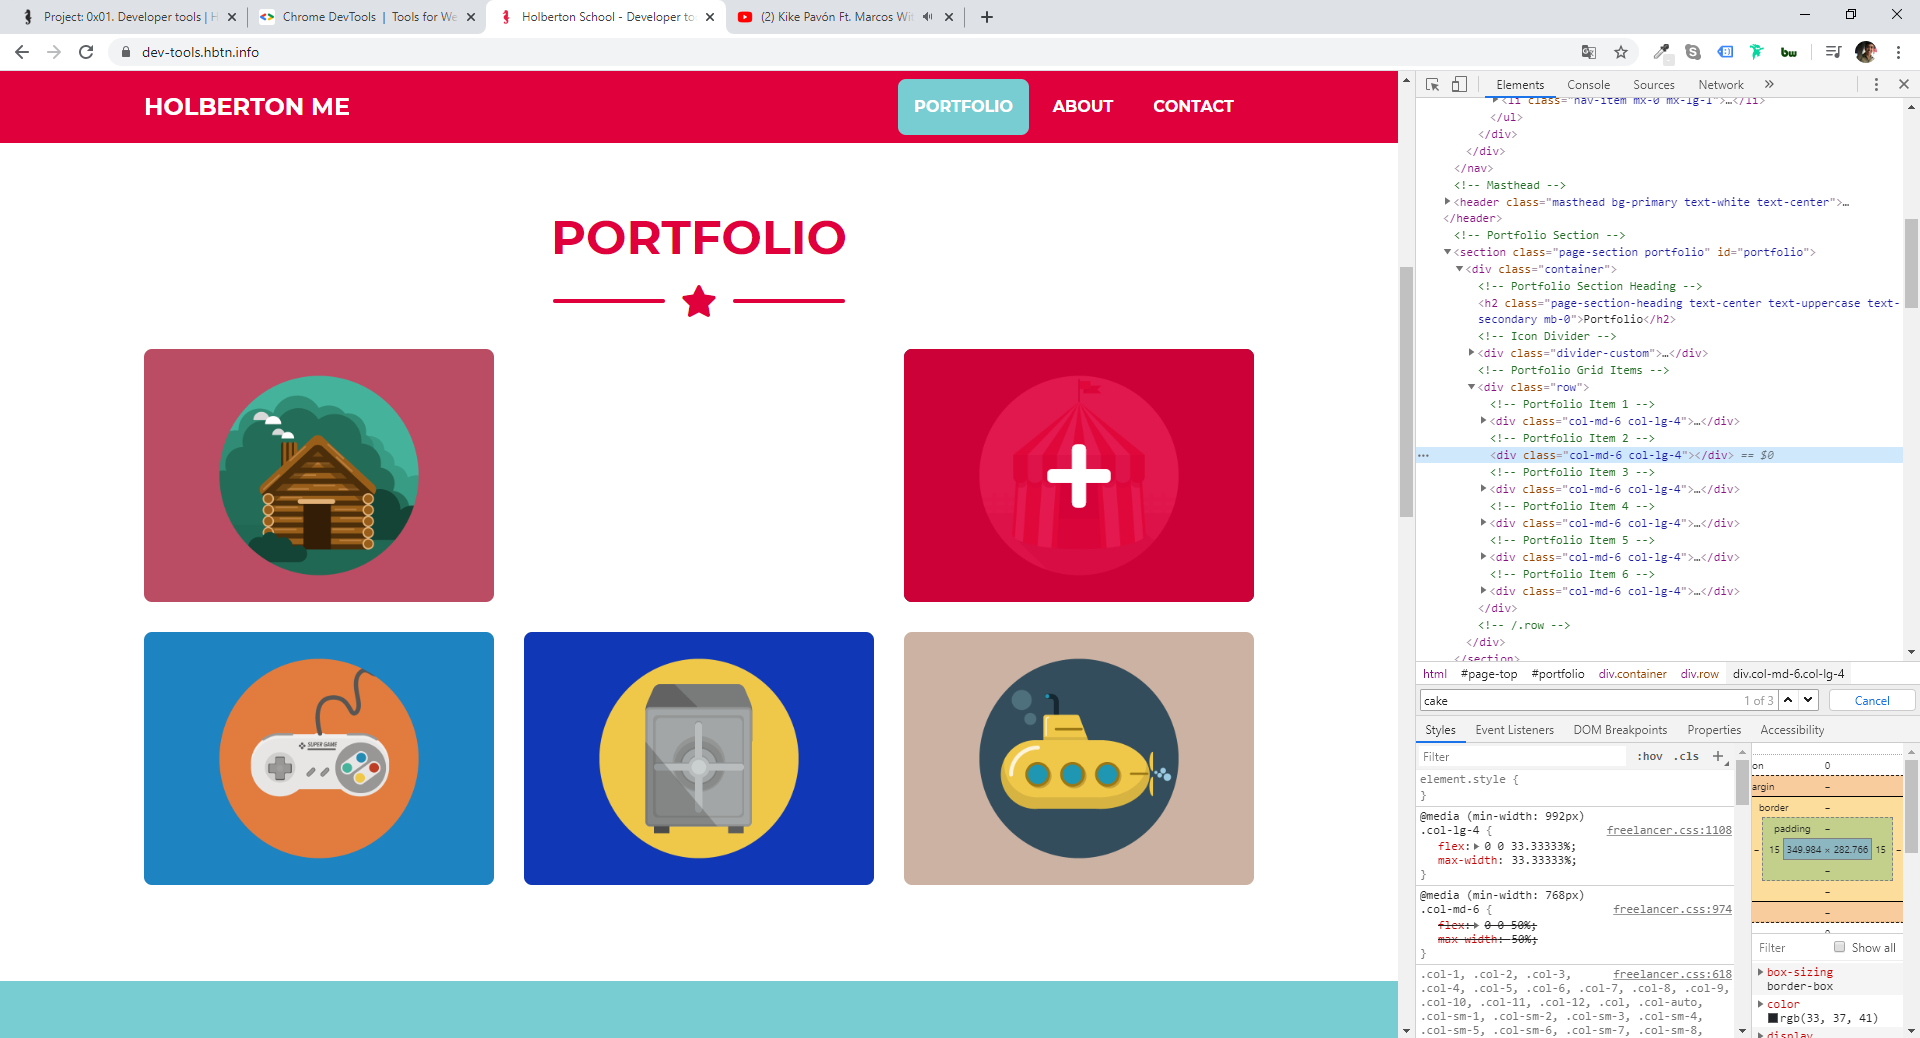 Project: 0x01. Developer tools | H
Chrome DevTools | Tools for We
Holberton School - Developer to
(2) Kike Pavón Ft. Marcos Wi
dev-tools.hbtn.info
bw
HOLBERTON ME
PORTFOLIO
ABOUT
CONTACT
PORTFOLIO
SUPER GAME
Elements
Console
Sources
Network
<li class="nav-item mx-0 mx-lg-1">…</li>
</ul>
</div>
</div>
</nav>
<!-- Masthead -->
<header class="masthead bg-primary text-white text-center">…
</header>
<!-- Portfolio Section -->
<section class="page-section portfolio" id="portfolio">
<div class="container">
<!-- Portfolio Section Heading -->
<h2 class="page-section-heading text-center text-uppercase text-
secondary mb-0">Portfolio</h2>
<!-- Icon Divider -->
<div class="divider-custom">…</div>
<!-- Portfolio Grid Items -->
<div class="row">
<!-- Portfolio Item 1 -->
<div class="col-md-6 col-lg-4">…</div>
<!-- Portfolio Item 2 -->
<div class="col-md-6 col-lg-4"></div> == $0
<!-- Portfolio Item 3 -->
<div class="col-md-6 col-lg-4">…</div>
<!-- Portfolio Item 4 -->
<div class="col-md-6 col-lg-4">…</div>
<!-- Portfolio Item 5 -->
<div class="col-md-6 col-lg-4">…</div>
<!-- Portfolio Item 6 -->
<div class="col-md-6 col-lg-4">…</div>
</div>
<!-- /.row -->
</div>
</section>
html #page-top #portfolio div.container div.row div.col-md-6.col-lg-4
cake 1 of 3 Cancel
Styles Event Listeners DOM Breakpoints Properties Accessibility
Filter :hov .cls +
element.style {
}
@media (min-width: 992px)
.col-lg-4 { freelancer.css:1108
flex: 0 0 33.33333%;
max-width: 33.33333%;
}
@media (min-width: 768px)
.col-md-6 { freelancer.css:974
flex: 0 0 50%;
max-width: 50%;
}
.col-1, .col-2, .col-3, freelancer.css:618
.col-4, .col-5, .col-6, .col-7, .col-8, .col-9,
.col-10, .col-11, .col-12, .col, .col-auto,
.col-sm-1, .col-sm-2, .col-sm-3, .col-sm-4,
.col-sm-5, .col-sm-6, .col-sm-7, .col-sm-8,
on 0
argin –
border –
padding –
– 15 349.984 × 282.766 15 –
–
–
–
0
Filter Show all
box-sizing
border-box
color
rgb(33, 37, 41)
display